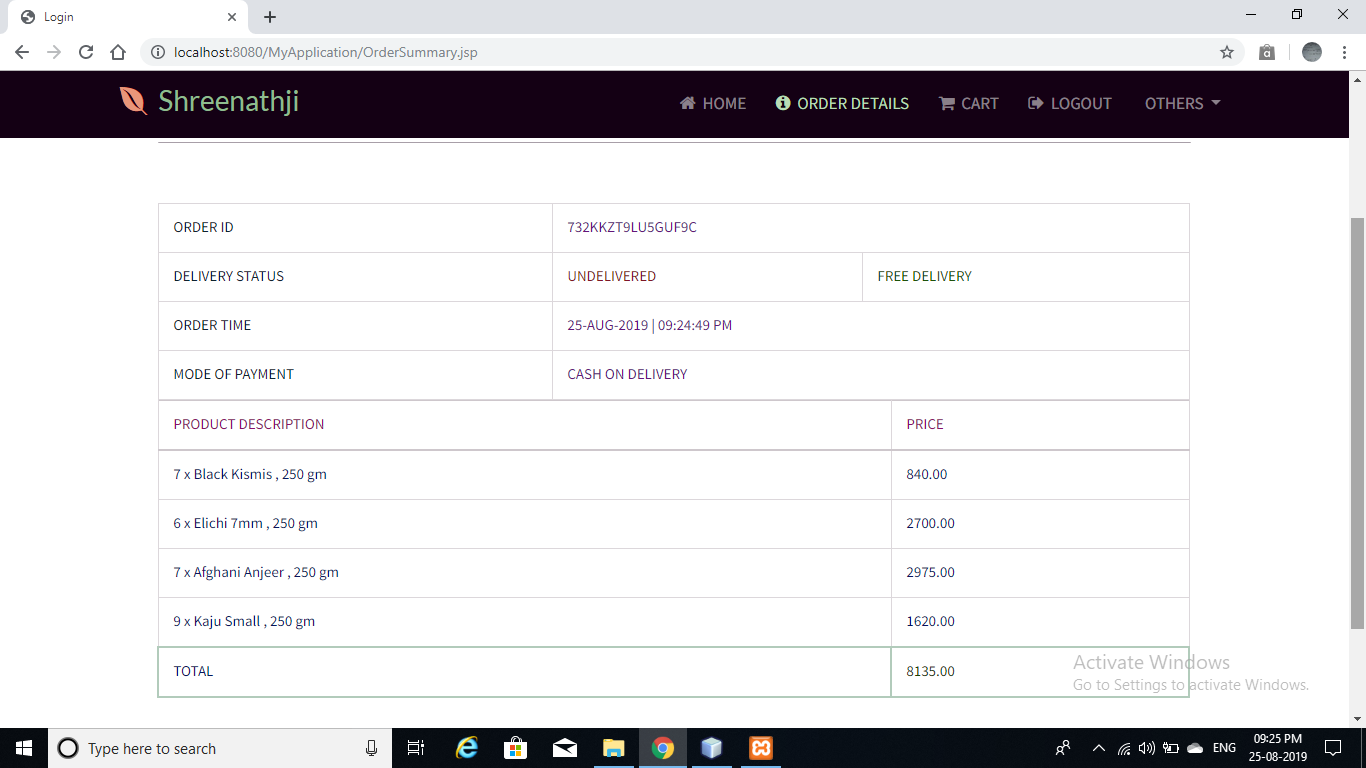 Login
localhost:8080/MyApplication/OrderSummary.jsp
Shreenathji HOME ORDER DETAILS CART LOGOUT OTHERS
ORDER ID 732KKZT9LU5GUF9C
DELIVERY STATUS UNDELIVERED FREE DELIVERY
ORDER TIME 25-AUG-2019 | 09:24:49 PM
MODE OF PAYMENT CASH ON DELIVERY
PRODUCT DESCRIPTION PRICE
7 x Black Kismis , 250 gm 840.00
6 x Elichi 7mm , 250 gm 2700.00
7 x Afghani Anjeer , 250 gm 2975.00
9 x Kaju Small , 250 gm 1620.00
TOTAL 8135.00
Activate Windows
Go to Settings to activate Windows.
Type here to search
ENG
09:25 PM
25-08-2019